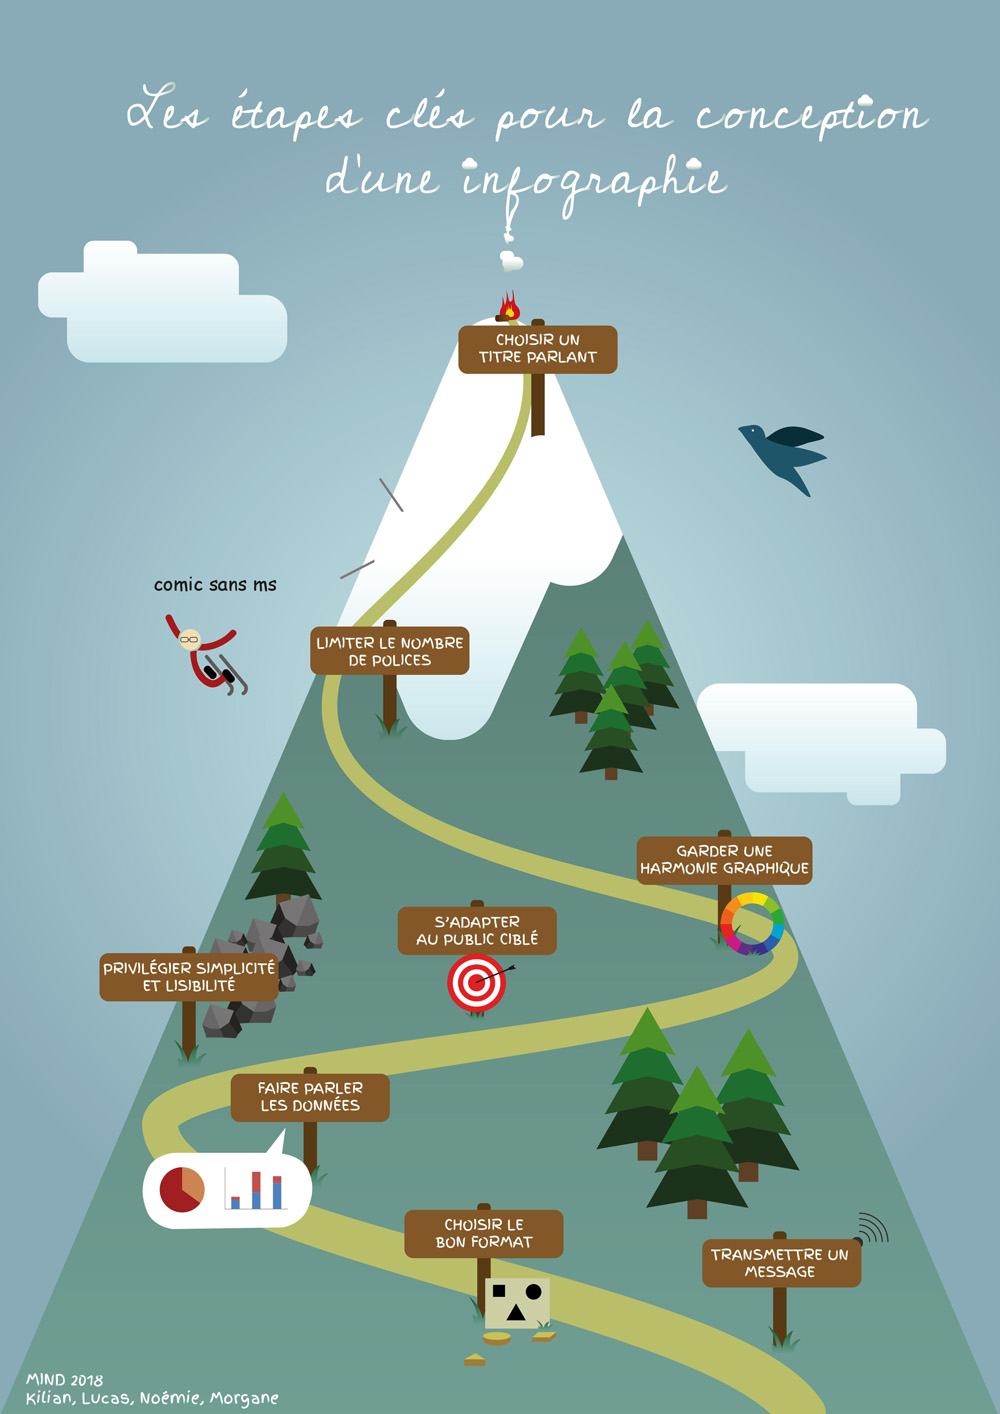 Les étapes clés pour la conception
d'une infographie
CHOISIR UN
TITRE PARLANT
comic sans ms
LIMITER LE NOMBRE
DE POLICES
GARDER UNE
HARMONIE GRAPHIQUE
S'ADAPTER
AU PUBLIC CIBLÉ
PRIVILÉGIER SIMPLICITÉ
ET LISIBILITÉ
FAIRE PARLER
LES DONNÉES
CHOISIR LE
BON FORMAT
TRANSMETTRE UN
MESSAGE
MIND 2018
Kilian, Lucas, Noémie, Morgane